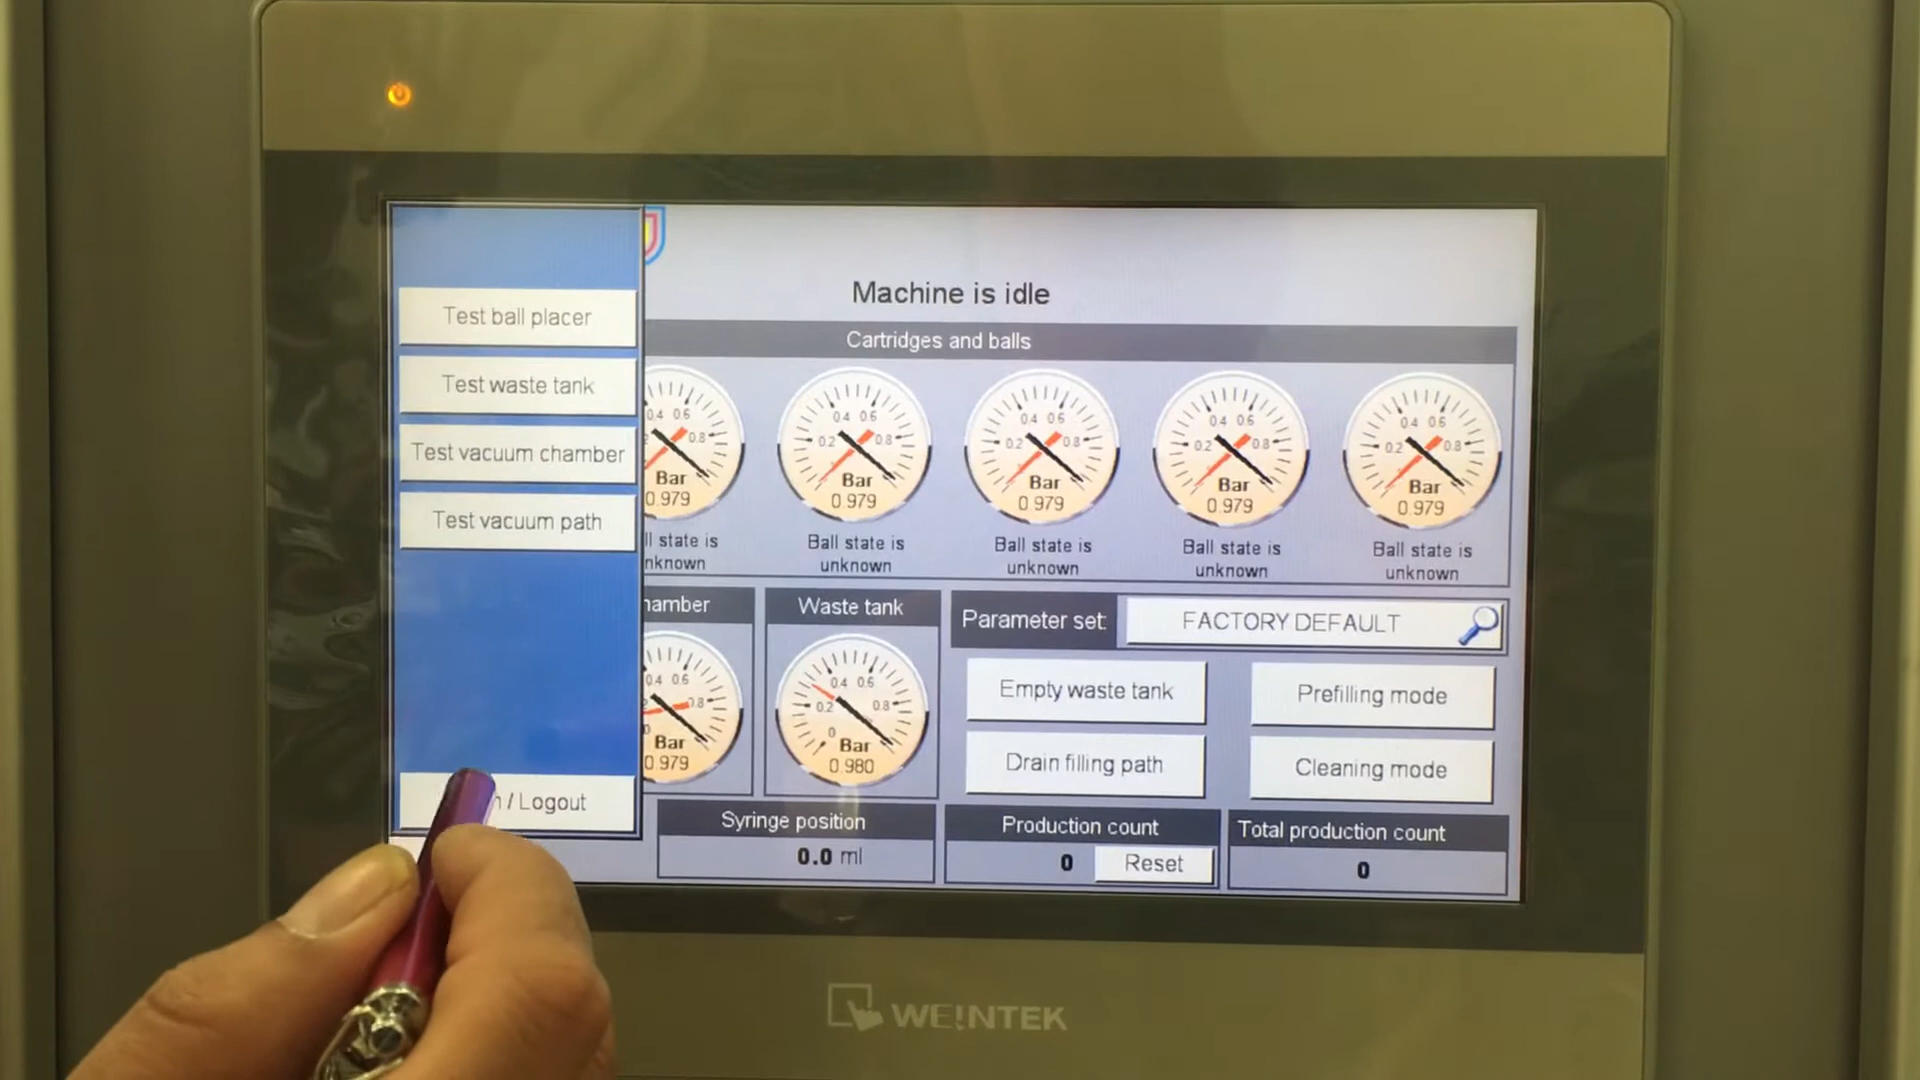 Machine is idle
Test ball placer
Test waste tank
Test vacuum chamber
Test vacuum path
/ Logout
Cartridges and balls
0.4 0.6
0.8
Bar
0.979
0.4 0.6
0.2 0.8
Bar
0.979
0.4 0.6
0.2 0.8
Bar
0.979
0.4 0.6
0.2 0.8
Bar
0.979
0.4 0.6
0.2 0.8
Bar
0.979
ll state is
nknown
Ball state is
unknown
Ball state is
unknown
Ball state is
unknown
Ball state is
unknown
hamber
0.4 0.6
0.8
0
Bar
0.979
Waste tank
0.4 0.6
0.2 0.8
0
Bar
0.980
Parameter set:
FACTORY DEFAULT
Empty waste tank
Prefilling mode
Drain filling path
Cleaning mode
Syringe position
0.0 ml
Production count
0 Reset
Total production count
0
WEINTEK